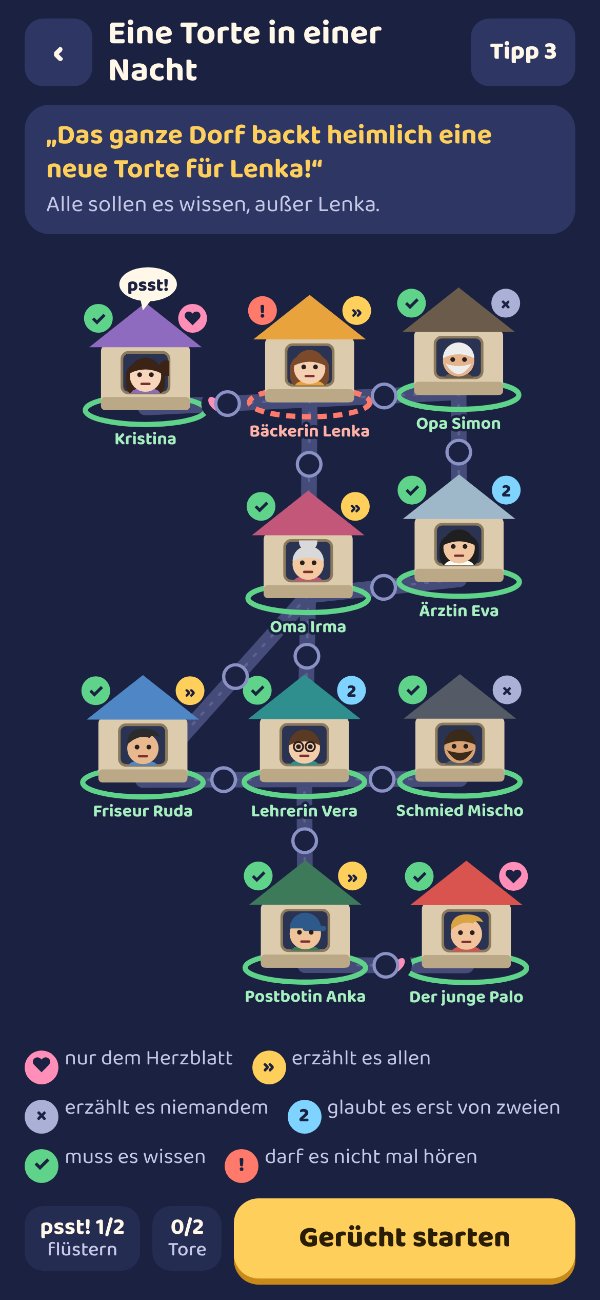 ‹
Eine Torte in einer
Nacht
Tipp 3
„Das ganze Dorf backt heimlich eine
neue Torte für Lenka!“
Alle sollen es wissen, außer Lenka.
psst!
! »
×
Kristina
Bäckerin Lenka
Opa Simon
»
2
Oma Irma
Ärztin Eva
»
2
×
Friseur Ruda
Lehrerin Vera
Schmied Mischo
»
Postbotin Anka
Der junge Palo
nur dem Herzblatt
» erzählt es allen
× erzählt es niemandem
2 glaubt es erst von zweien
muss es wissen
! darf es nicht mal hören
psst! 1/2
flüstern
0/2
Tore
Gerücht starten